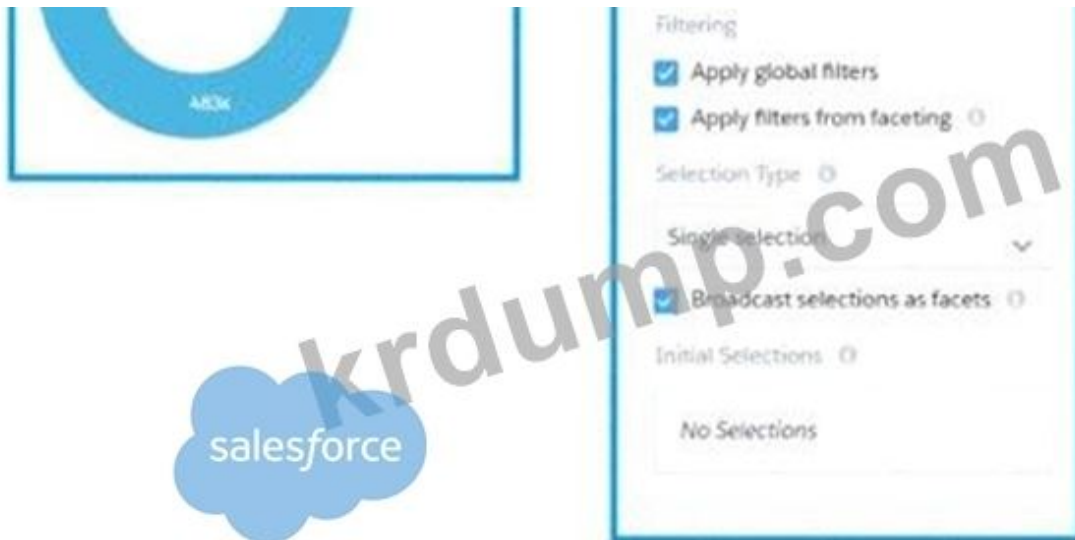 483K
Filtering
Apply global filters
Apply filters from faceting
Selection Type
Single selection
Broadcast selections as facets
Initial Selections
No Selections
salesforce
krdump.com